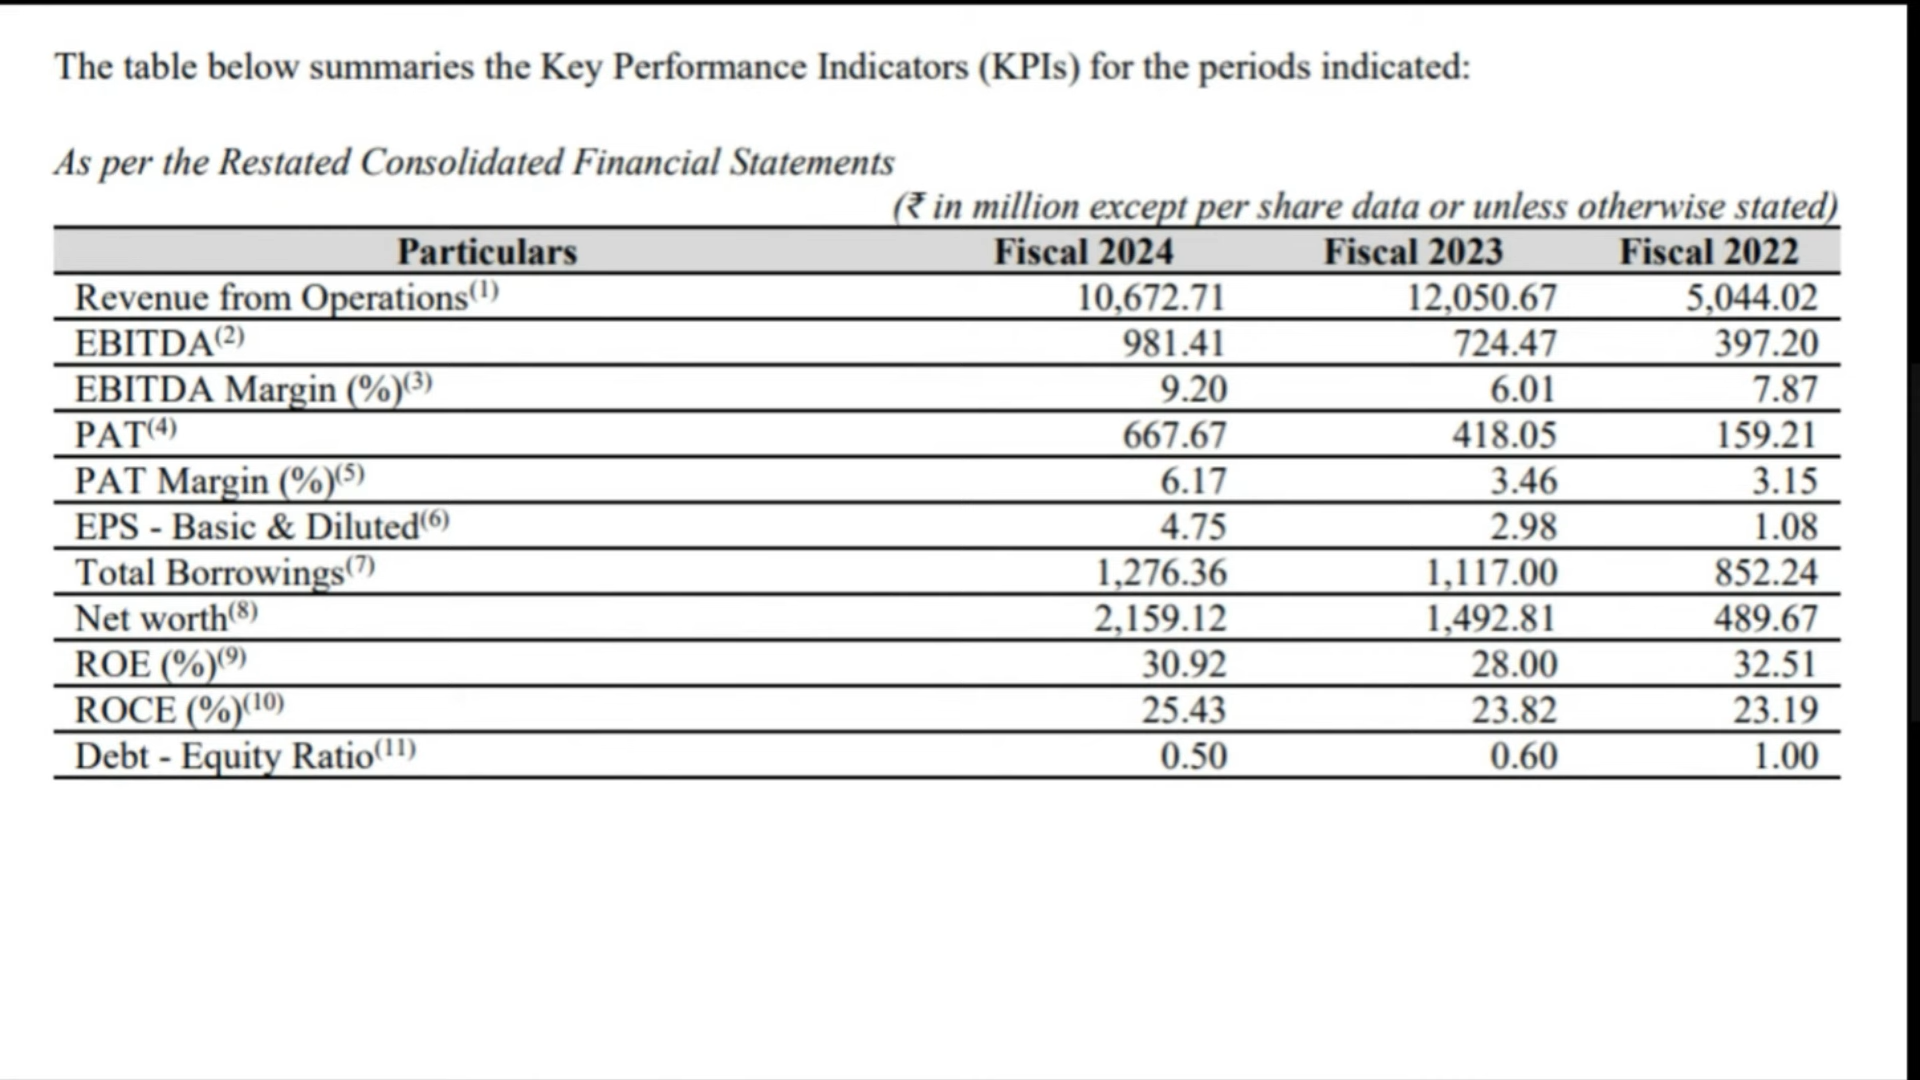 The table below summaries the Key Performance Indicators (KPIs) for the periods indicated:
As per the Restated Consolidated Financial Statements
(₹ in million except per share data or unless otherwise stated)
Particulars Fiscal 2024 Fiscal 2023 Fiscal 2022
Revenue from Operations(1) 10,672.71 12,050.67 5,044.02
EBITDA(2) 981.41 724.47 397.20
EBITDA Margin (%)(3) 9.20 6.01 7.87
PAT(4) 667.67 418.05 159.21
PAT Margin (%)(5) 6.17 3.46 3.15
EPS - Basic & Diluted(6) 4.75 2.98 1.08
Total Borrowings(7) 1,276.36 1,117.00 852.24
Net worth(8) 2,159.12 1,492.81 489.67
ROE (%)(9) 30.92 28.00 32.51
ROCE (%)(10) 25.43 23.82 23.19
Debt - Equity Ratio(11) 0.50 0.60 1.00